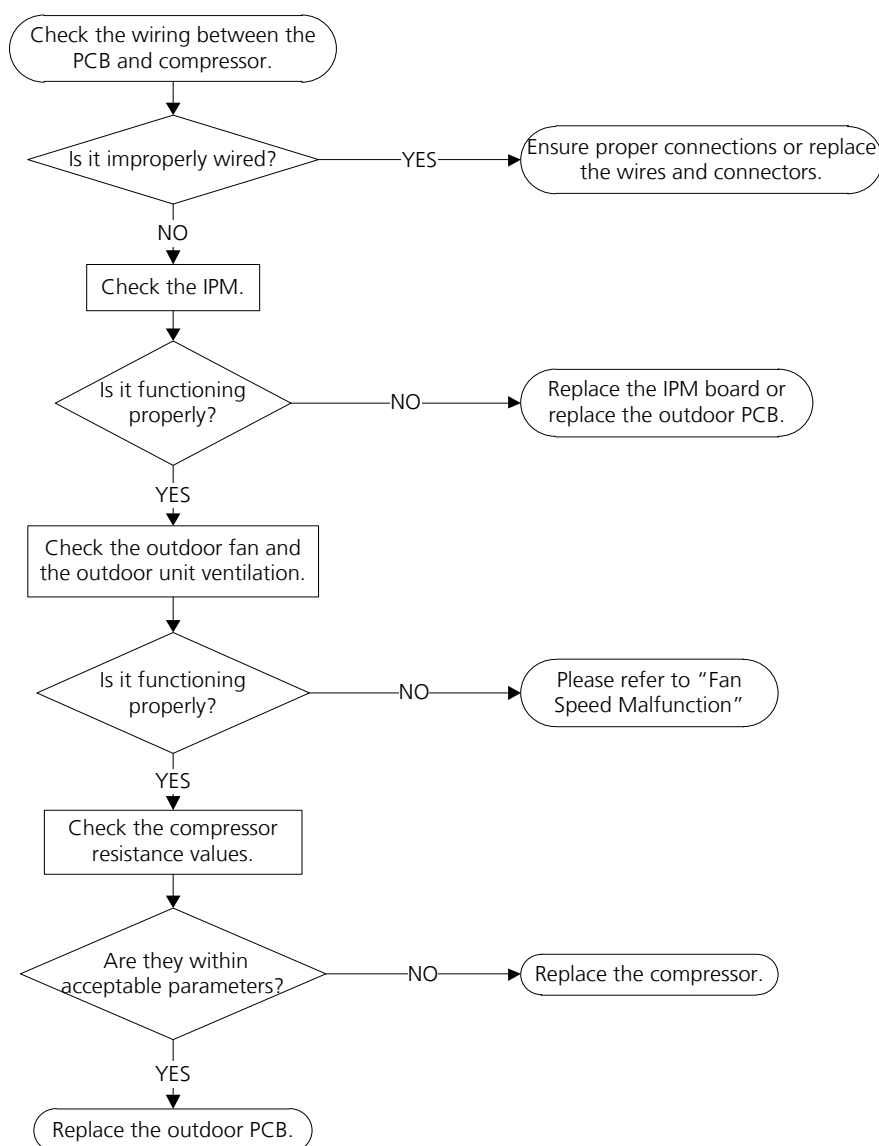 Check the wiring between the
PCB and compressor.
Is it improperly wired?
YES
Ensure proper connections or replace
the wires and connectors.
NO
Check the IPM.
Is it functioning
properly?
NO
Replace the IPM board or
replace the outdoor PCB.
YES
Check the outdoor fan and
the outdoor unit ventilation.
Is it functioning
properly?
NO
Please refer to "Fan
Speed Malfunction"
YES
Check the compressor
resistance values.
Are they within
acceptable parameters?
NO
Replace the compressor.
YES
Replace the outdoor PCB.